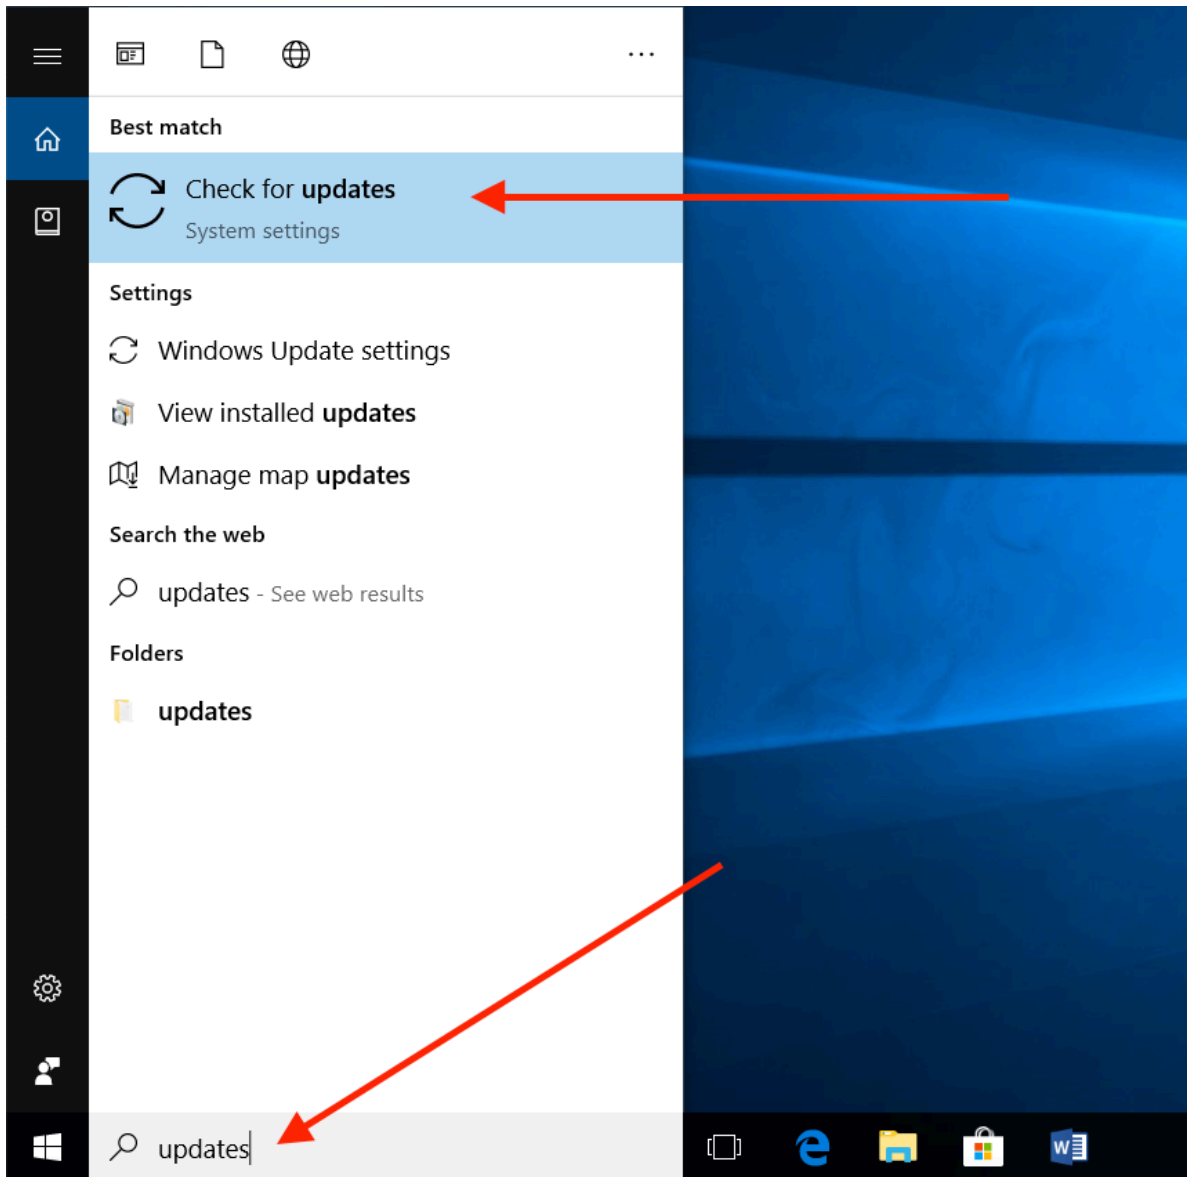 Best match
Check for updates
System settings
Settings
Windows Update settings
View installed updates
Manage map updates
Search the web
updates - See web results
Folders
updates
updates